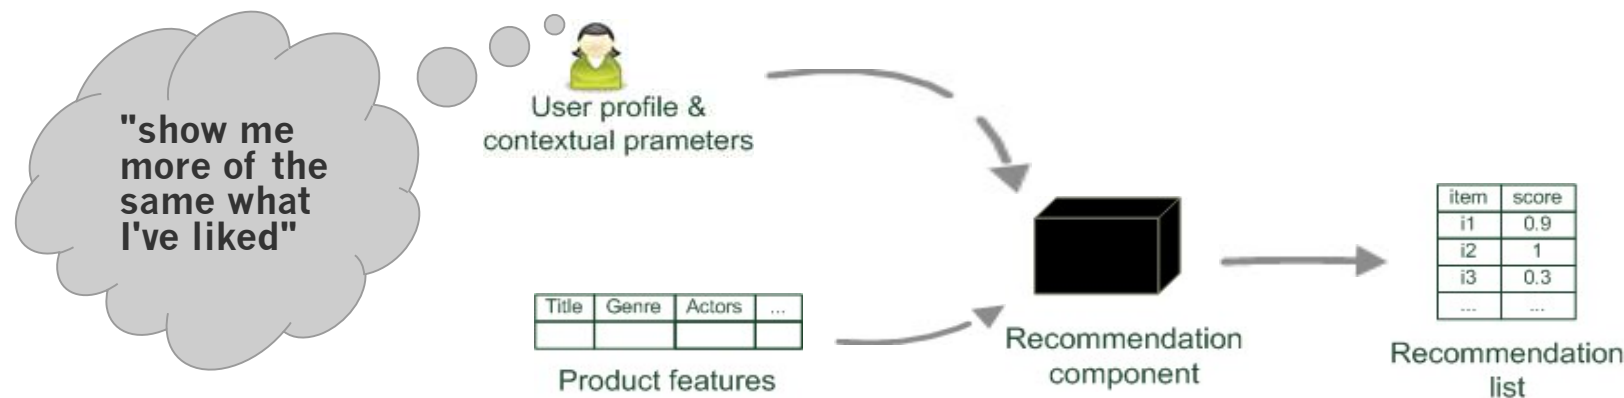 "show me
more of the
same what
I've liked"
User profile &
contextual prameters
Title Genre Actors ...
Product features
Recommendation
component
item score
i1 0.9
i2 1
i3 0.3
... ...
Recommendation
list